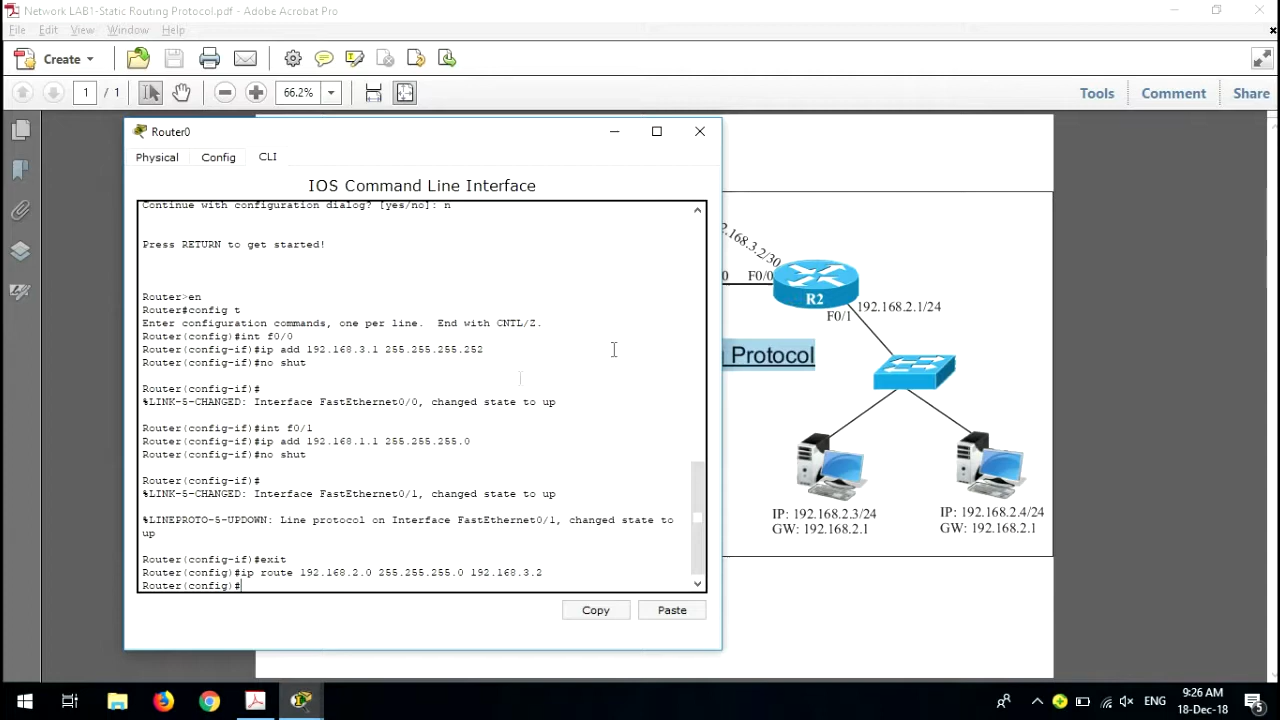 Network LAB1-Static Routing Protocol.pdf - Adobe Acrobat Pro
File Edit View Window Help
Create
1 / 1 66.2% Tools Comment Share
Router0
Physical Config CLI
IOS Command Line Interface
Continue with configuration dialog? [yes/no]: n
Press RETURN to get started!
Router>en
Router#config t
Enter configuration commands, one per line.  End with CNTL/Z.
Router(config)#int f0/0
Router(config-if)#ip add 192.168.3.1 255.255.255.252
Router(config-if)#no shut
Router(config-if)#
%LINK-5-CHANGED: Interface FastEthernet0/0, changed state to up
Router(config-if)#int f0/1
Router(config-if)#ip add 192.168.1.1 255.255.255.0
Router(config-if)#no shut
Router(config-if)#
%LINK-5-CHANGED: Interface FastEthernet0/1, changed state to up
%LINEPROTO-5-UPDOWN: Line protocol on Interface FastEthernet0/1, changed state to
up
Router(config-if)#exit
Router(config)#ip route 192.168.2.0 255.255.255.0 192.168.3.2
Router(config)#
Copy Paste
.168.3.2/30
0 F0/0
R2
192.168.2.1/24
F0/1
Protocol
IP: 192.168.2.3/24
GW: 192.168.2.1
IP: 192.168.2.4/24
GW: 192.168.2.1
ENG
9:26 AM
18-Dec-18
5